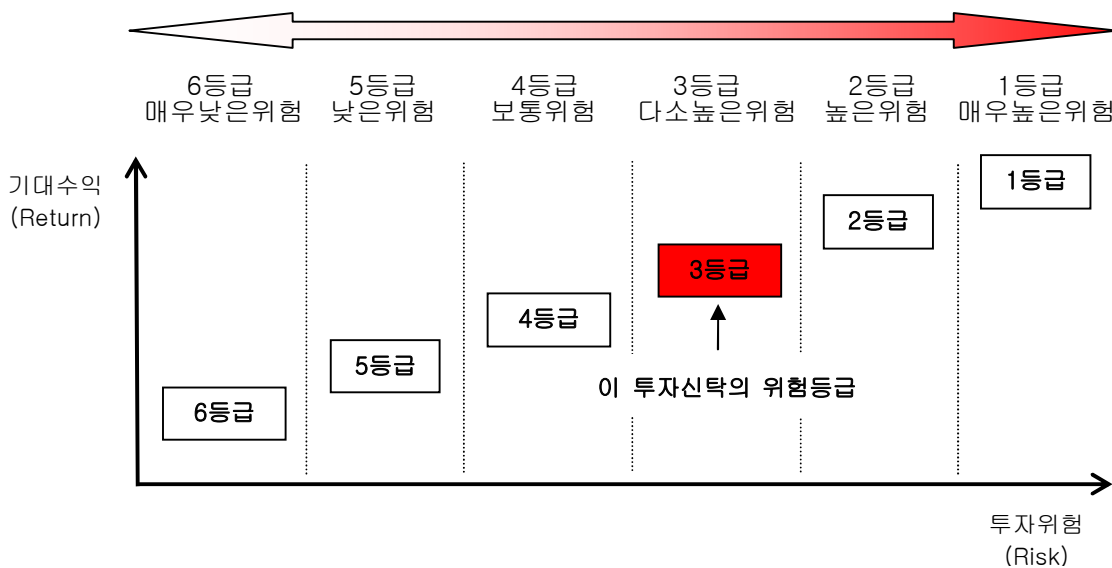 6등급 5등급 4등급 3등급 2등급 1등급
매우낮은위험 낮은위험 보통위험 다소높은위험 높은위험 매우높은위험
기대수익
(Return)
1등급
2등급
3등급
4등급
5등급
이 투자신탁의 위험등급
6등급
투자위험
(Risk)